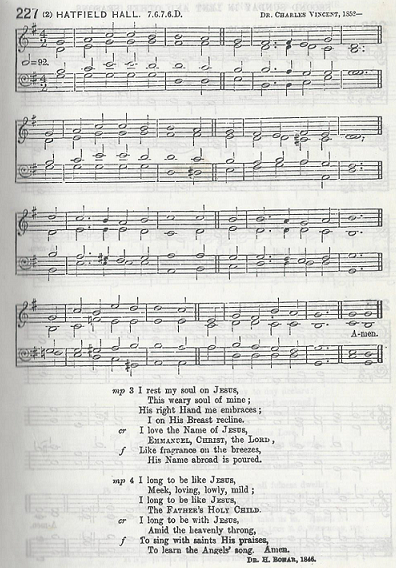 227 (2) HATFIELD HALL. 7.6.7.6.D. DR. CHARLES VINCENT, 1852–
=92.
A-men.
mp 3 I rest my soul on JESUS,
This weary soul of mine;
His right Hand me embraces;
I on His Breast recline.
cr I love the Name of JESUS,
EMMANUEL, CHRIST, the LORD,
f Like fragrance on the breezes,
His Name abroad is poured.
mp 4 I long to be like JESUS,
Meek, loving, lowly, mild;
I long to be like JESUS,
The FATHER'S HOLY CHILD.
cr I long to be with JESUS,
Amid the heavenly throng,
f To sing with saints His praises,
To learn the Angels' song. Amen.
DR. H. BONAR, 1846.